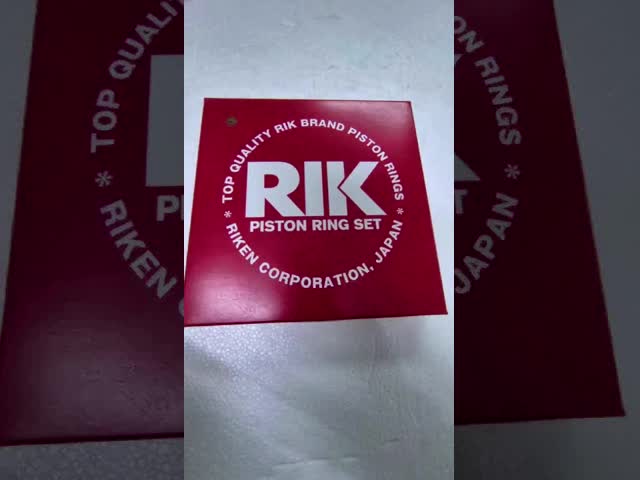 * TOP QUALITY RIK BRAND PISTON RINGS *
RIK
PISTON RING SET
RIKEN CORPORATION, JAPAN